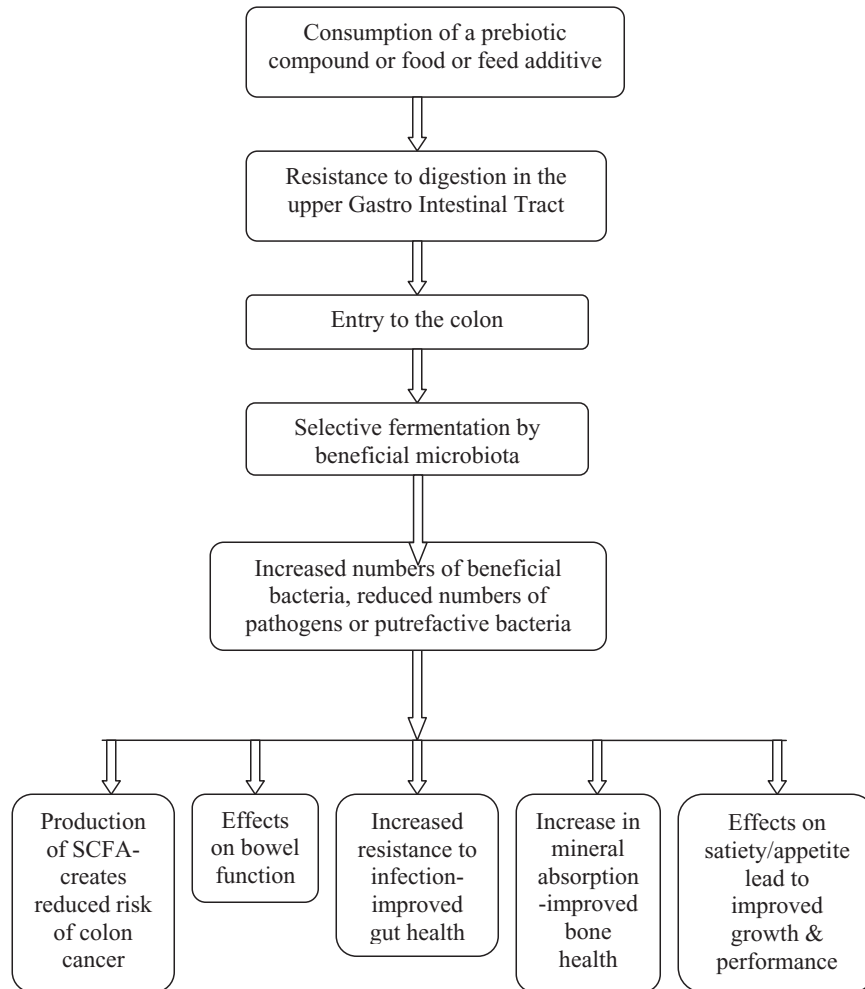 Consumption of a prebiotic
compound or food or feed additive
Resistance to digestion in the
upper Gastro Intestinal Tract
Entry to the colon
Selective fermentation by
beneficial microbiota
Increased numbers of beneficial
bacteria, reduced numbers of
pathogens or putrefactive bacteria
Production
of SCFA-
creates
reduced risk
of colon
cancer
Effects
on bowel
function
Increased
resistance to
infection-
improved
gut health
Increase in
mineral
absorption
-improved
bone
health
Effects on
satiety/appetite
lead to
improved
growth &
performance